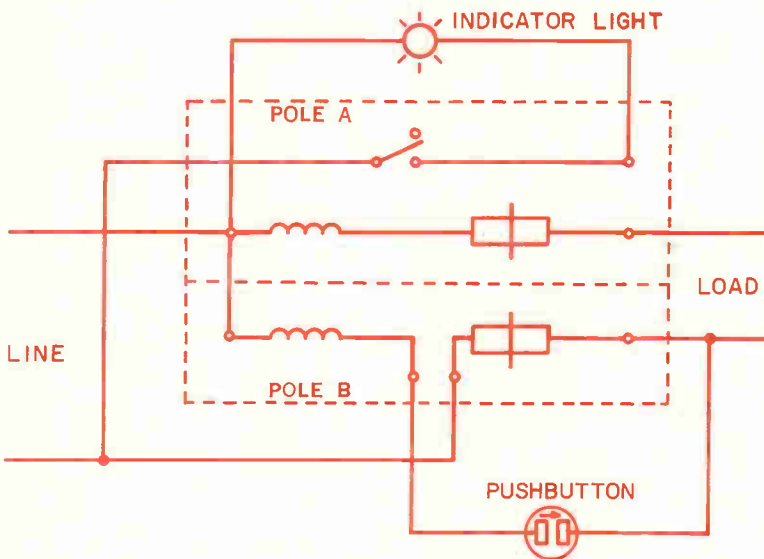 INDICATOR LIGHT
POLE A
LOAD
LINE
POLE B
PUSHBUTTON